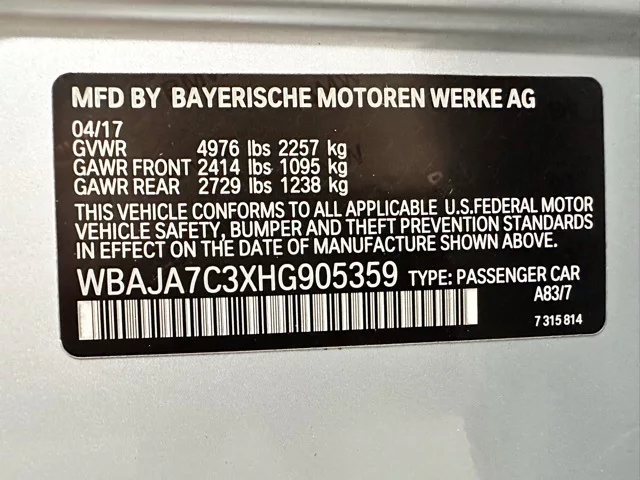 MFD BY BAYERISCHE MOTOREN WERKE AG
04/17
GVWR 4976 lbs 2257 kg
GAWR FRONT 2414 lbs 1095 kg
GAWR REAR 2729 lbs 1238 kg
THIS VEHICLE CONFORMS TO ALL APPLICABLE U.S.FEDERAL MOTOR
VEHICLE SAFETY, BUMPER AND THEFT PREVENTION STANDARDS
IN EFFECT ON THE DATE OF MANUFACTURE SHOWN ABOVE.
WBAJA7C3XHG905359 TYPE: PASSENGER CAR
A83/7
7 315 814